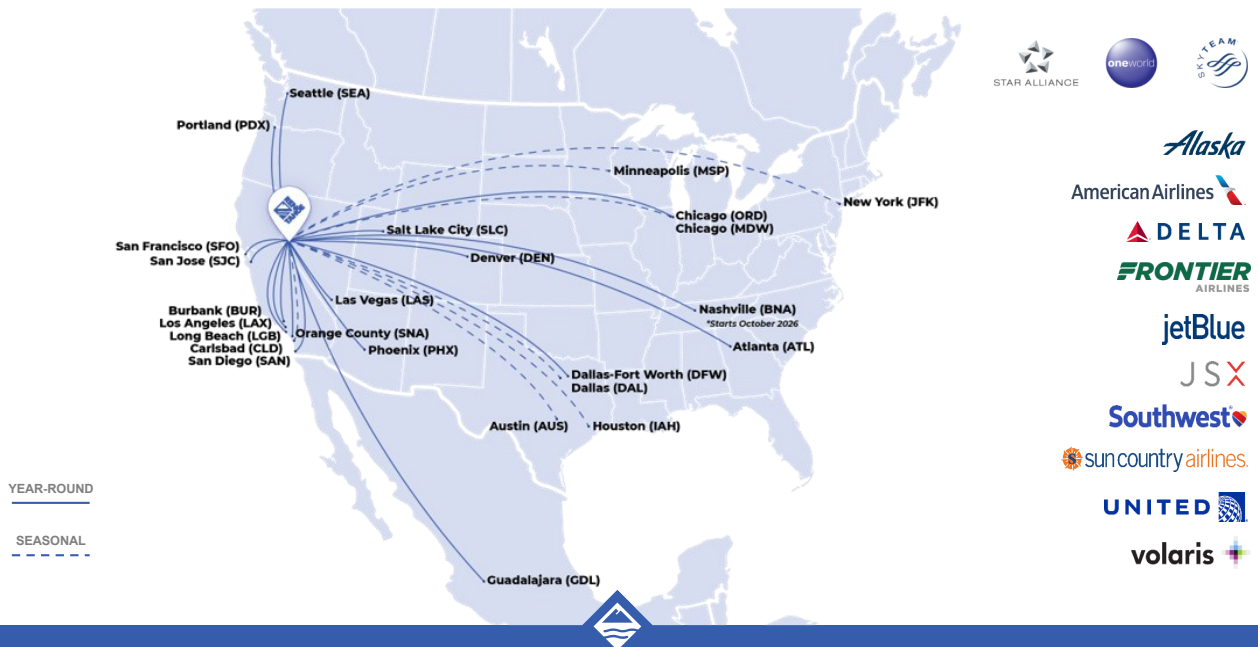 STAR ALLIANCE
oneworld
SKYTEAM
Seattle (SEA)
Portland (PDX)
Alaska
Minneapolis (MSP)
American Airlines
New York (JFK)
Chicago (ORD)
Chicago (MDW)
Salt Lake City (SLC)
DELTA
San Francisco (SFO)
San Jose (SJC)
Denver (DEN)
FRONTIER
AIRLINES
Las Vegas (LAS)
Nashville (BNA)
*Starts October 2026
Burbank (BUR)
Los Angeles (LAX)
Long Beach (LGB)
Carlsbad (CLD)
San Diego (SAN)
Orange County (SNA)
Phoenix (PHX)
Atlanta (ATL)
jetBlue
Dallas-Fort Worth (DFW)
Dallas (DAL)
JSX
Austin (AUS)
Houston (IAH)
Southwest
sun country airlines.
YEAR-ROUND
UNITED
SEASONAL
volaris
Guadalajara (GDL)